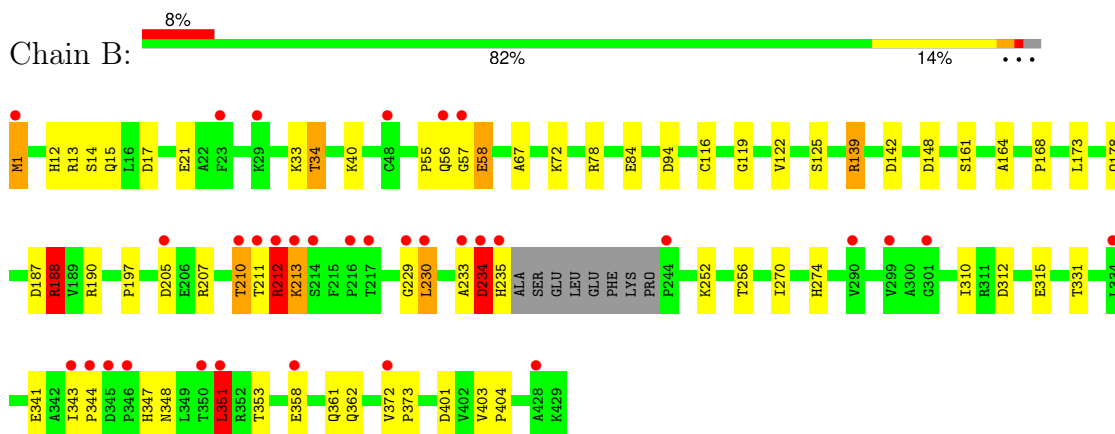 8%
Chain B:
82%
14%
• • •
M1
H12
R13
S14
Q15
L16
D17
E21
A22
F23
K29
K33
T34
K40
C48
P55
Q56
G57
E58
A67
K72
R78
E84
D94
C116
G119
V122
S125
R139
D142
D148
S161
A164
P168
L173
D187
R188
V189
R190
P197
D205
E206
R207
T210
T211
R212
K213
S214
F215
P216
T217
G229
L230
A233
D234
H235
ALA
SER
GLU
LEU
GLU
PHE
LYS
PRO
P244
K252
T256
I270
H274
V290
V299
A300
G301
I310
R311
D312
E315
T331
L334
E341
A342
I343
P344
D345
P346
H347
N348
L349
T350
L351
R352
T353
E358
Q361
Q362
V372
P373
D401
V402
V403
P404
A428
K429